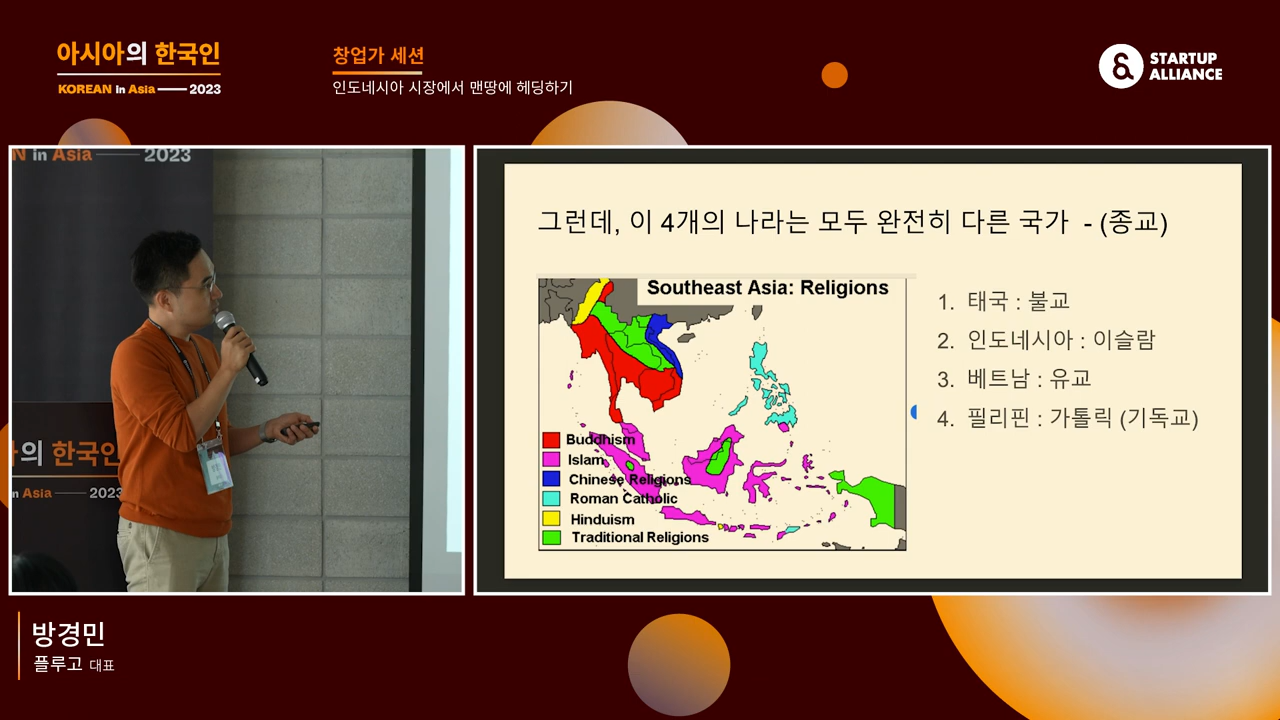 아시아의 한국인
KOREAN in Asia 2023
창업가 세션
인도네시아 시장에서 맨땅에 헤딩하기
STARTUP
ALLIANCE
N in Asia 2023
의 한국인
n Asia 2023
그런데, 이 4개의 나라는 모두 완전히 다른 국가 - (종교)
Southeast Asia: Religions
Buddhism
Islam
Chinese Religions
Roman Catholic
Hinduism
Traditional Religions
1. 태국 : 불교
2. 인도네시아 : 이슬람
3. 베트남 : 유교
4. 필리핀 : 가톨릭 (기독교)
방경민
플루고 대표